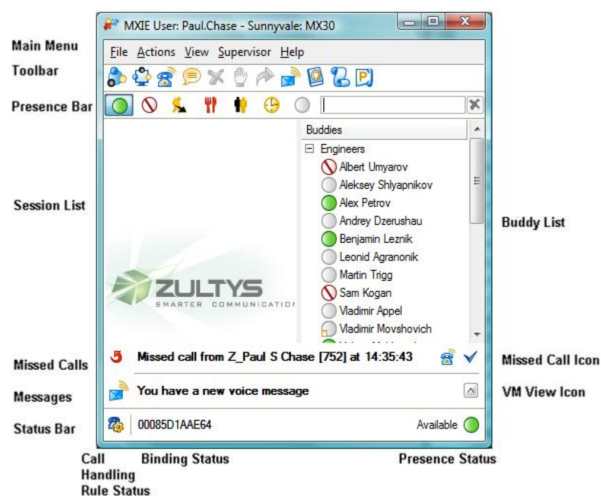 MXIE User: Paul.Chase - Sunnyvale: MX30
Main Menu
File Actions View Supervisor Help
Toolbar
Presence Bar
Buddies
Engineers
Albert Umyarov
Aleksey Shlyapnikov
Alex Petrov
Session List
Andrey Dzerushau
Buddy List
Benjamin Leznik
Leonid Agranonik
Martin Trigg
Sam Kogan
Vladimir Appel
Vladimir Movshovich
ZULTYS
SMARTER COMMUNICATION
Missed Calls
Missed call from Z_Paul S Chase [752] at 14:35:43
Missed Call Icon
Messages
You have a new voice message
VM View Icon
Status Bar
00085D1AAE64
Available
Call
Handling
Rule Status
Binding Status
Presence Status